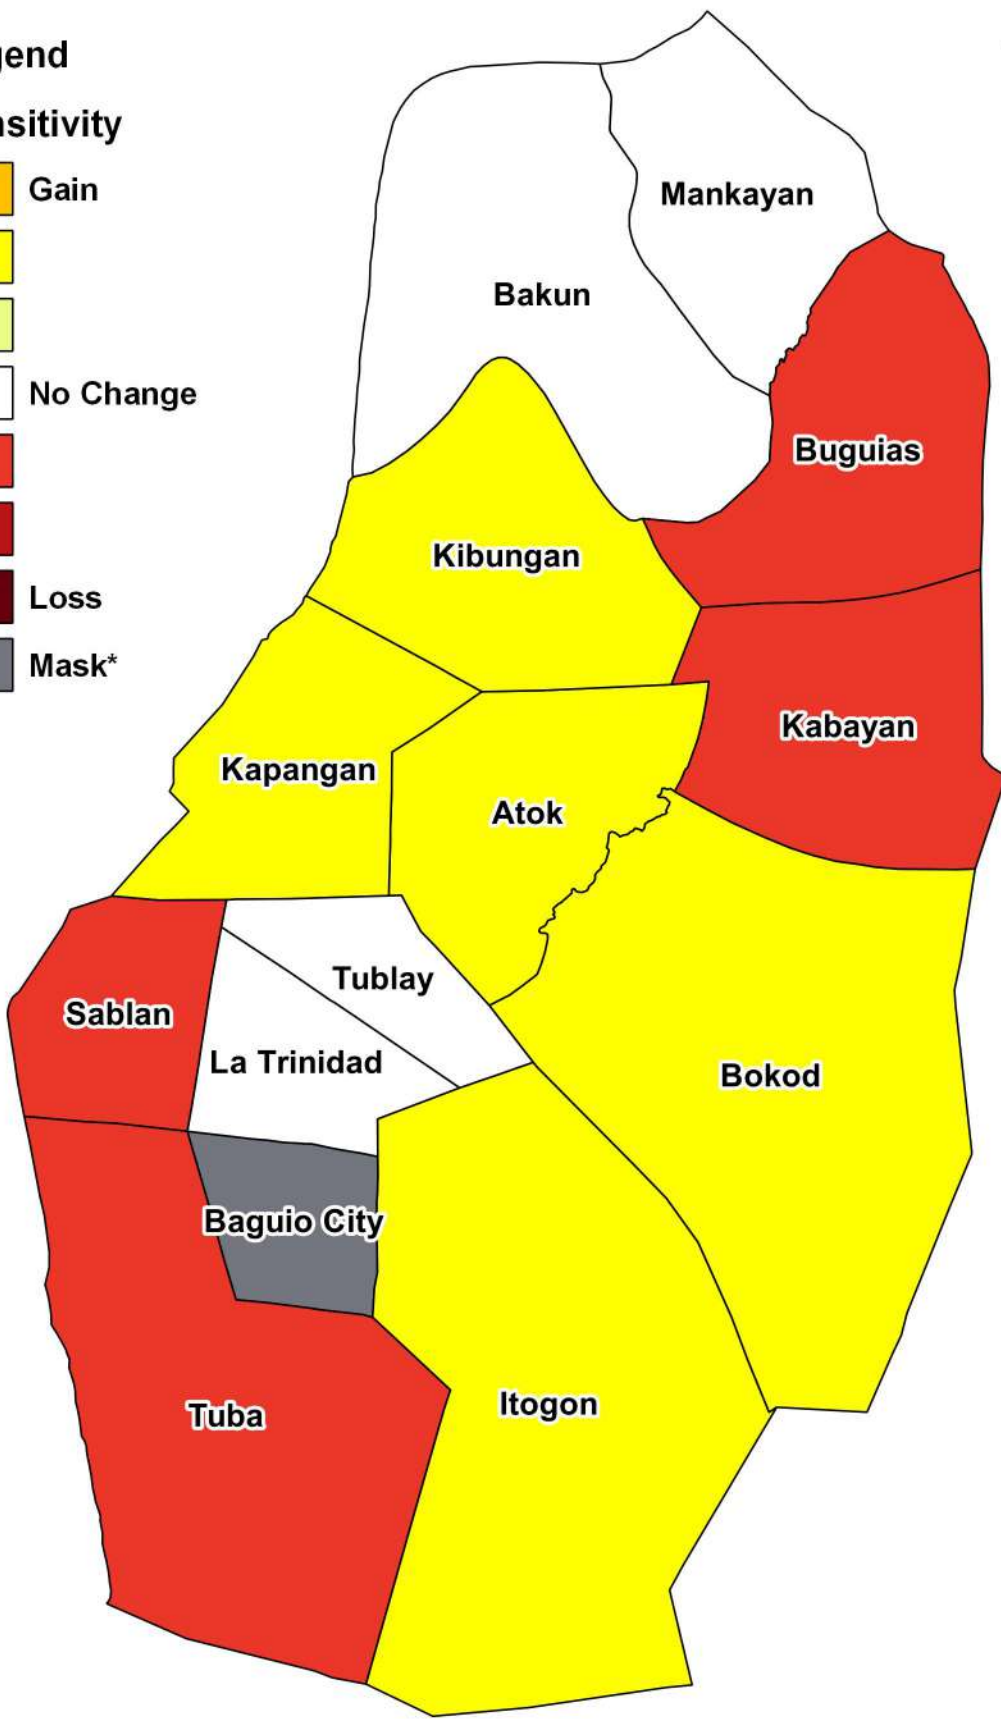 gend
nsitivity
Gain
No Change
Loss
Mask*
Mankayan
Bakun
Buguias
Kibungan
Kabayan
Kapangan
Atok
Tublay
Sablan
La Trinidad
Bokod
Baguio City
Itogon
Tuba